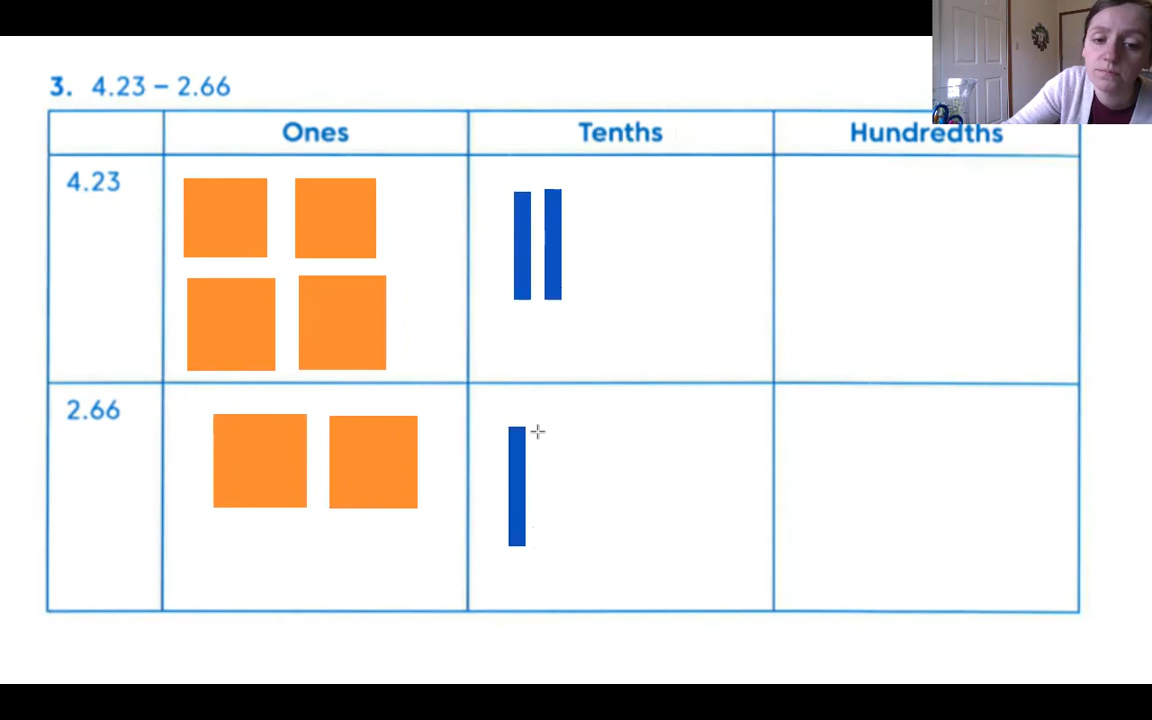 3. 4.23 – 2.66
Ones Tenths Hundredths
4.23
2.66